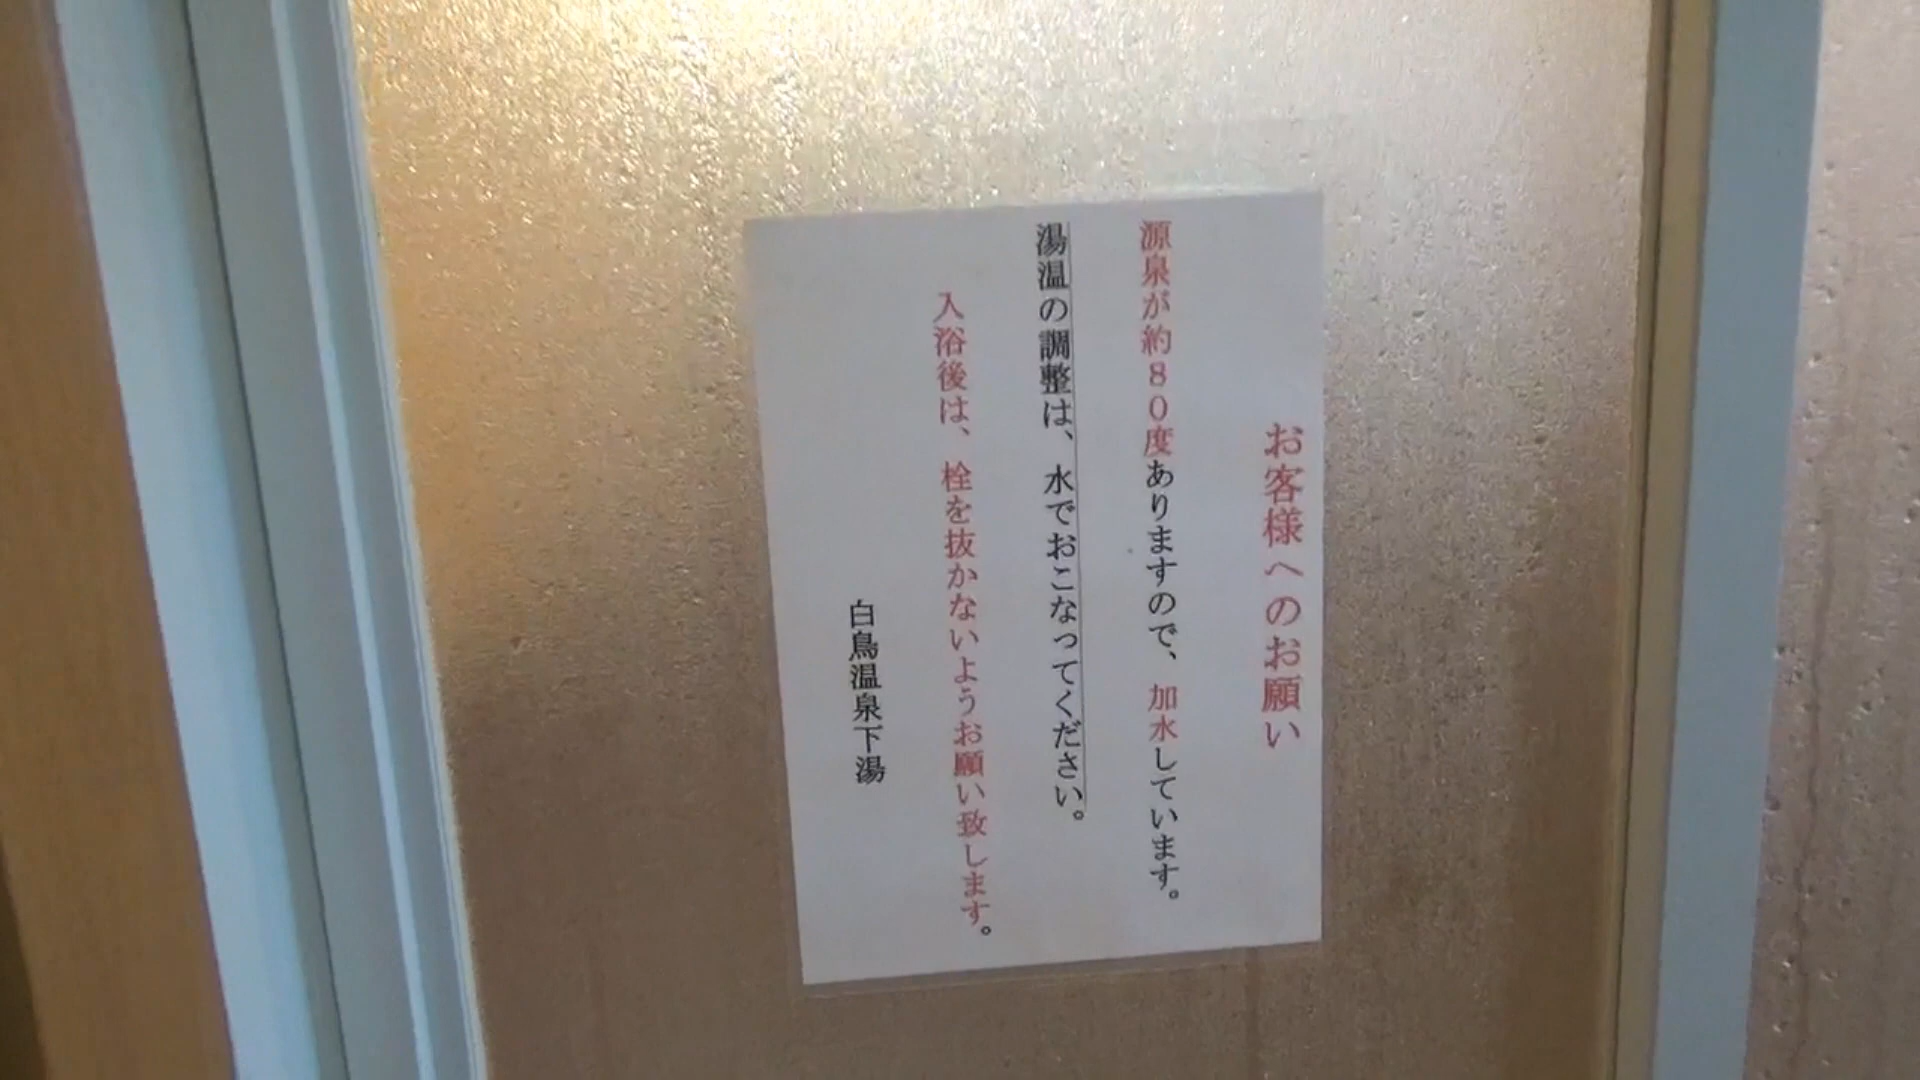 お客様へのお願い
源泉が約80度ありますので、加水しています。
湯温の調整は、水でおこなってください。
入浴後は、栓を抜かないようお願い致します。
白鳥温泉下湯